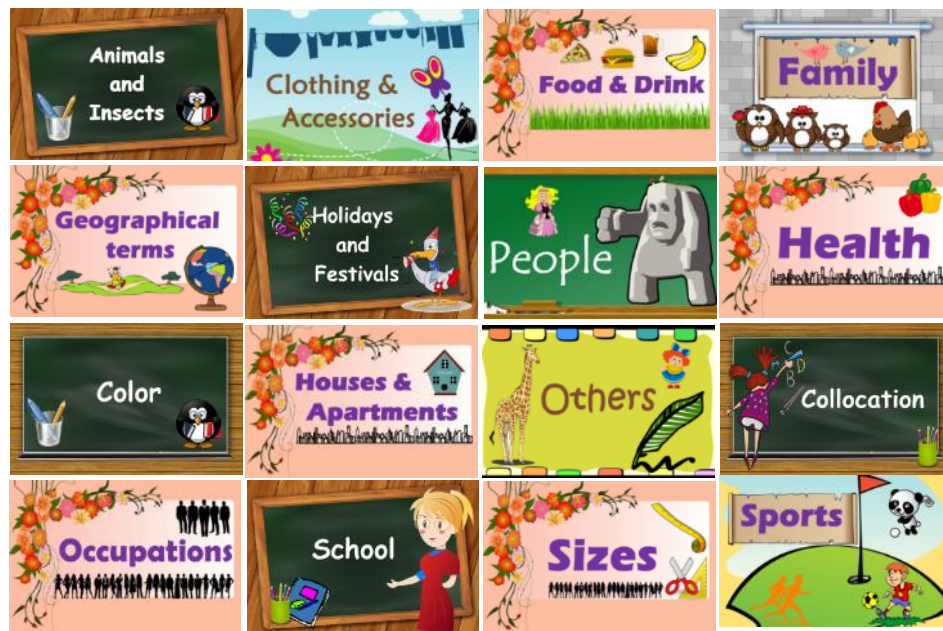 Animals
and
Insects
Clothing &
Accessories
Food & Drink
Family
Geographical
terms
Holidays
and
Festivals
People
Health
Color
Houses &
Apartments
Others
C
D
B
Collocation
Occupations
School
Sizes
Sports